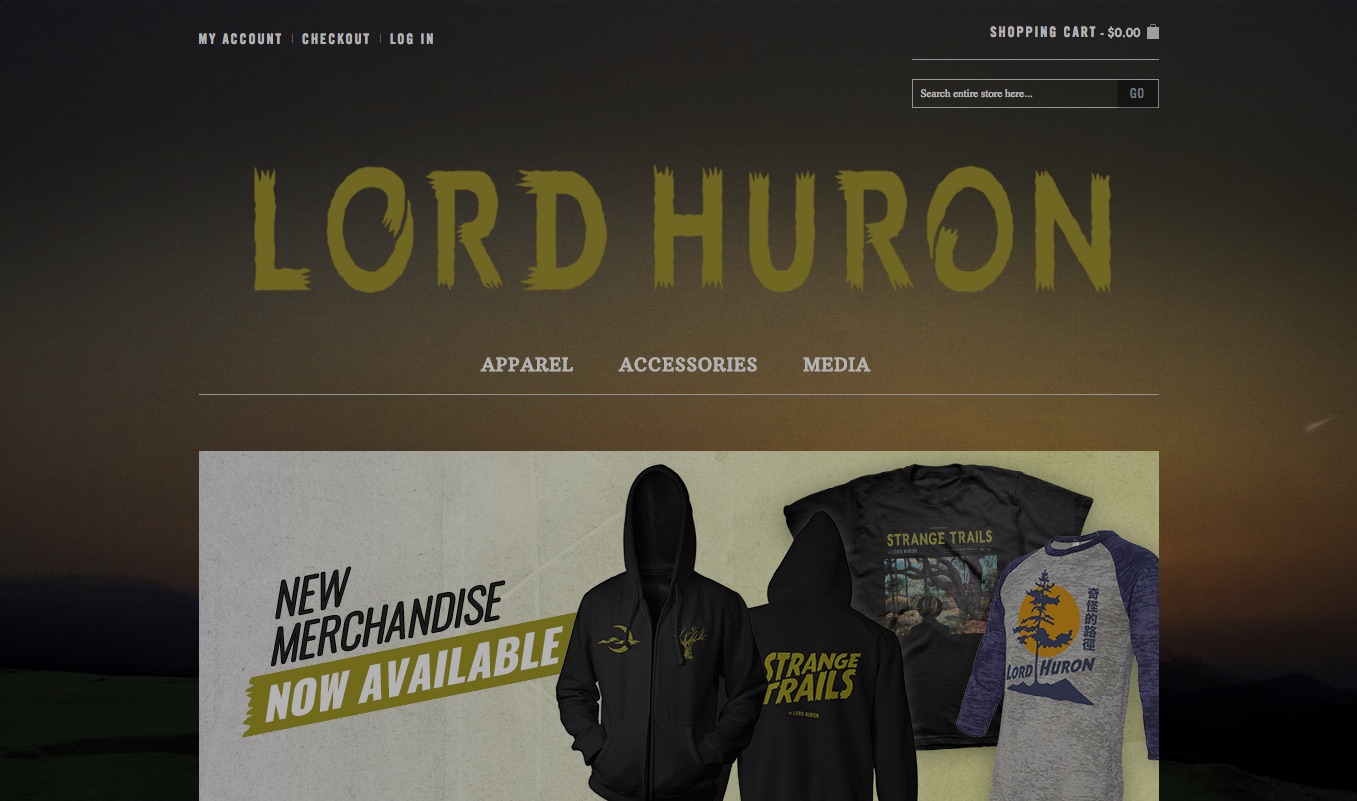 MY ACCOUNT
CHECKOUT
LOG IN
SHOPPING CART - $0.00
Search entire store here...
GO
LORD HURON
APPAREL
ACCESSORIES
MEDIA
NEW
MERCHANDISE
NOW AVAILABLE
STRANGE
TRAILS
by LORD HURON
STRANGE TRAILS
by LORD HURON
奇怪的路徑
LORD HURON